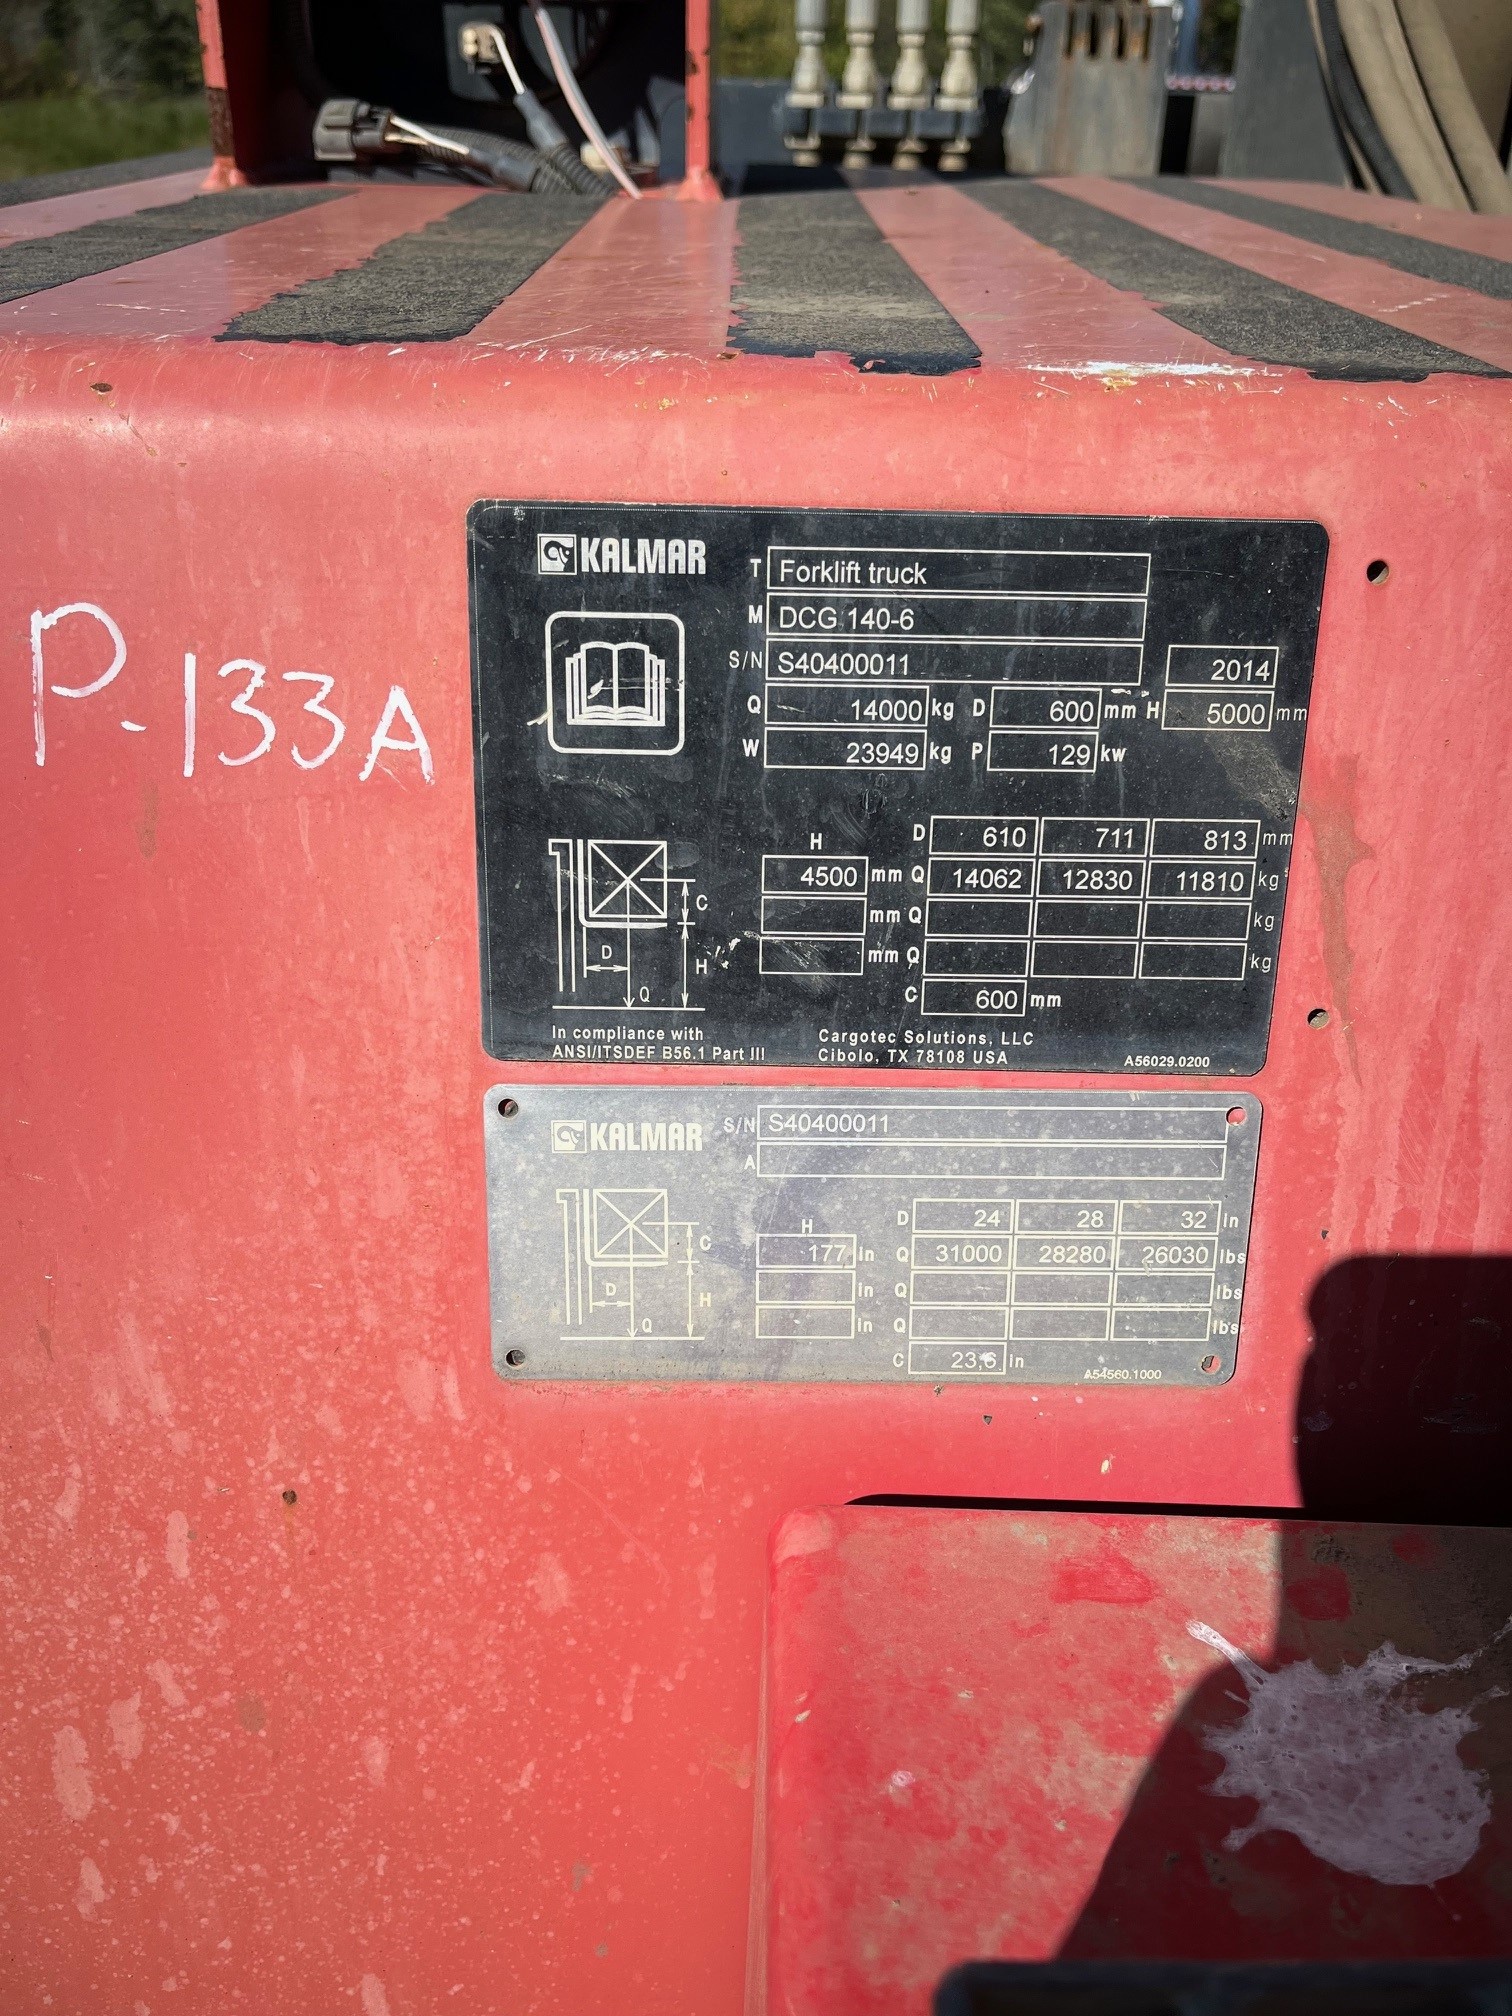 P-133A
KALMAR
T Forklift truck
M DCG 140-6
S/N S40400011 2014
Q 14000 kg D 600 mm H 5000 mm
W 23949 kg P 129 kw
H D 610 711 813 mm
4500 mm Q 14062 12830 11810 kg
mm Q kg
mm Q kg
C 600 mm
C
D
H
Q
In compliance with
ANSI/ITSDEF B56.1 Part III
Cargotec Solutions, LLC
Cibolo, TX 78108 USA
A56029.0200
KALMAR
S/N S40400011
A
H D 24 28 32 in
177 in Q 31000 28280 26030 lbs
in Q lbs
in Q lbs
C 23,6 in
C
D
H
Q
A54560.1000